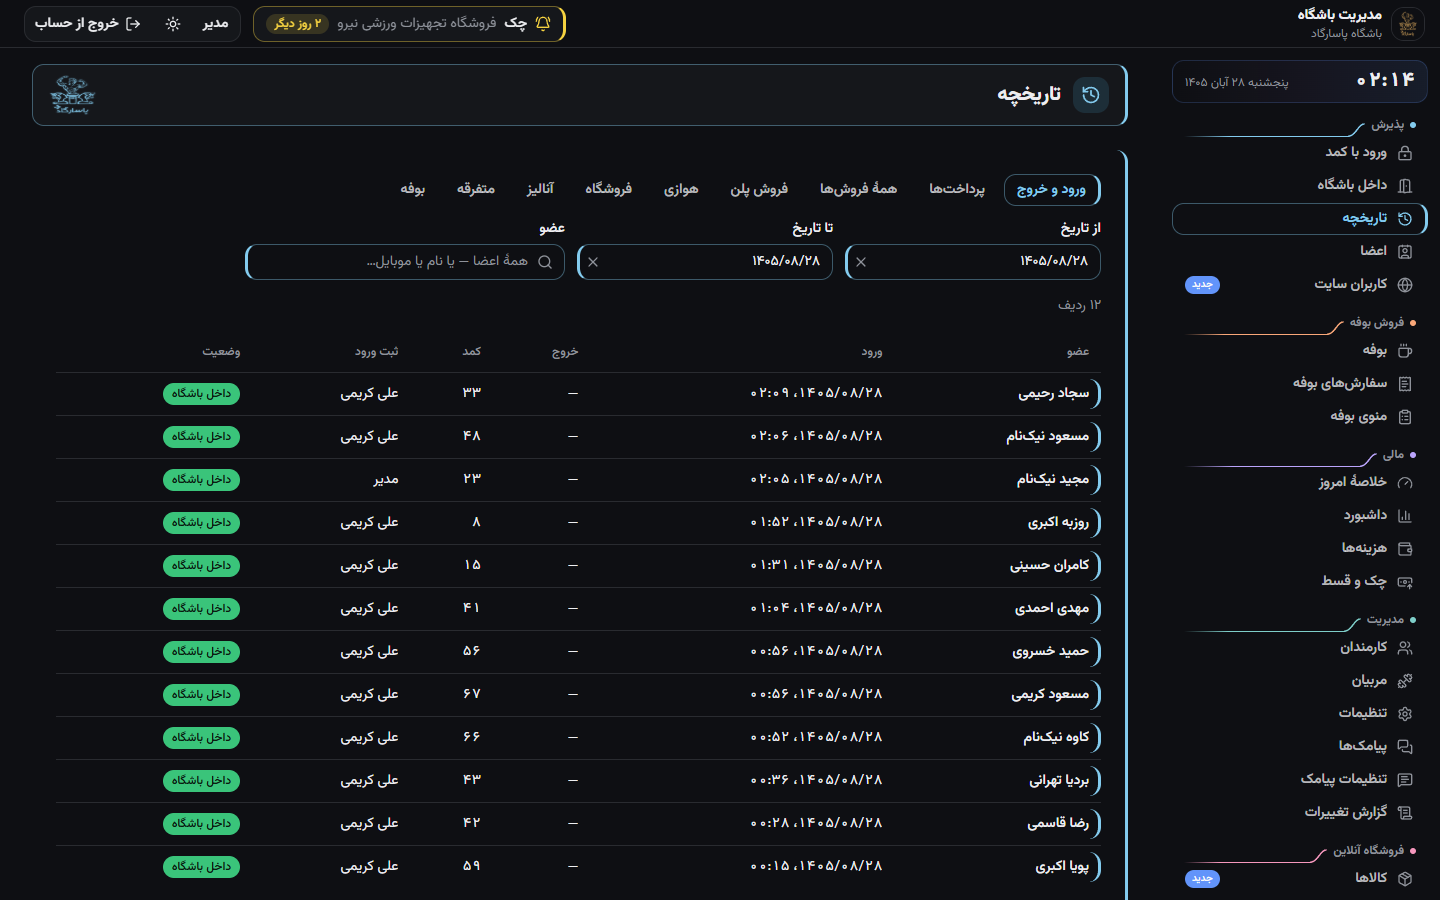 مدیریت باشگاه
باشگاه پاسارگاد
چک فروشگاه تجهیزات ورزشی نیرو ۲ روز دیگر
مدیر
خروج از حساب
۰۲:۱۴
پنجشنبه ۲۸ آبان ۱۴۰۵
پذیرش
ورود با کمد
داخل باشگاه
تاریخچه
اعضا
کاربران سایت جدید
فروش بوفه
بوفه
سفارش‌های بوفه
منوی بوفه
مالی
خلاصهٔ امروز
داشبورد
هزینه‌ها
چک و قسط
مدیریت
کارمندان
مربیان
تنظیمات
پیامک‌ها
تنظیمات پیامک
گزارش تغییرات
فروشگاه آنلاین
کالاها جدید
تاریخچه
پاسارگاد
ورود و خروج پرداخت‌ها همهٔ فروش‌ها فروش پلن هوازی فروشگاه آنالیز متفرقه بوفه
از تاریخ تا تاریخ عضو
۱۴۰۵/۰۸/۲۸ ۱۴۰۵/۰۸/۲۸ همهٔ اعضا — یا نام یا موبایل…
۱۲ ردیف
عضو ورود خروج کمد ثبت ورود وضعیت
سجاد رحیمی ۱۴۰۵/۰۸/۲۸، ۰۲:۰۹ — ۳۳ علی کریمی داخل باشگاه
مسعود نیک‌نام ۱۴۰۵/۰۸/۲۸، ۰۲:۰۶ — ۴۸ علی کریمی داخل باشگاه
مجید نیک‌نام ۱۴۰۵/۰۸/۲۸، ۰۲:۰۵ — ۲۳ مدیر داخل باشگاه
روزبه اکبری ۱۴۰۵/۰۸/۲۸، ۰۱:۵۲ — ۸ علی کریمی داخل باشگاه
کامران حسینی ۱۴۰۵/۰۸/۲۸، ۰۱:۳۱ — ۱۵ علی کریمی داخل باشگاه
مهدی احمدی ۱۴۰۵/۰۸/۲۸، ۰۱:۰۴ — ۴۱ علی کریمی داخل باشگاه
حمید خسروی ۱۴۰۵/۰۸/۲۸، ۰۰:۵۶ — ۵۶ علی کریمی داخل باشگاه
مسعود کریمی ۱۴۰۵/۰۸/۲۸، ۰۰:۵۶ — ۶۷ علی کریمی داخل باشگاه
کاوه نیک‌نام ۱۴۰۵/۰۸/۲۸، ۰۰:۵۲ — ۶۶ علی کریمی داخل باشگاه
بردیا تهرانی ۱۴۰۵/۰۸/۲۸، ۰۰:۳۶ — ۴۳ علی کریمی داخل باشگاه
رضا قاسمی ۱۴۰۵/۰۸/۲۸، ۰۰:۲۸ — ۴۲ علی کریمی داخل باشگاه
پویا اکبری ۱۴۰۵/۰۸/۲۸، ۰۰:۱۵ — ۵۹ علی کریمی داخل باشگاه